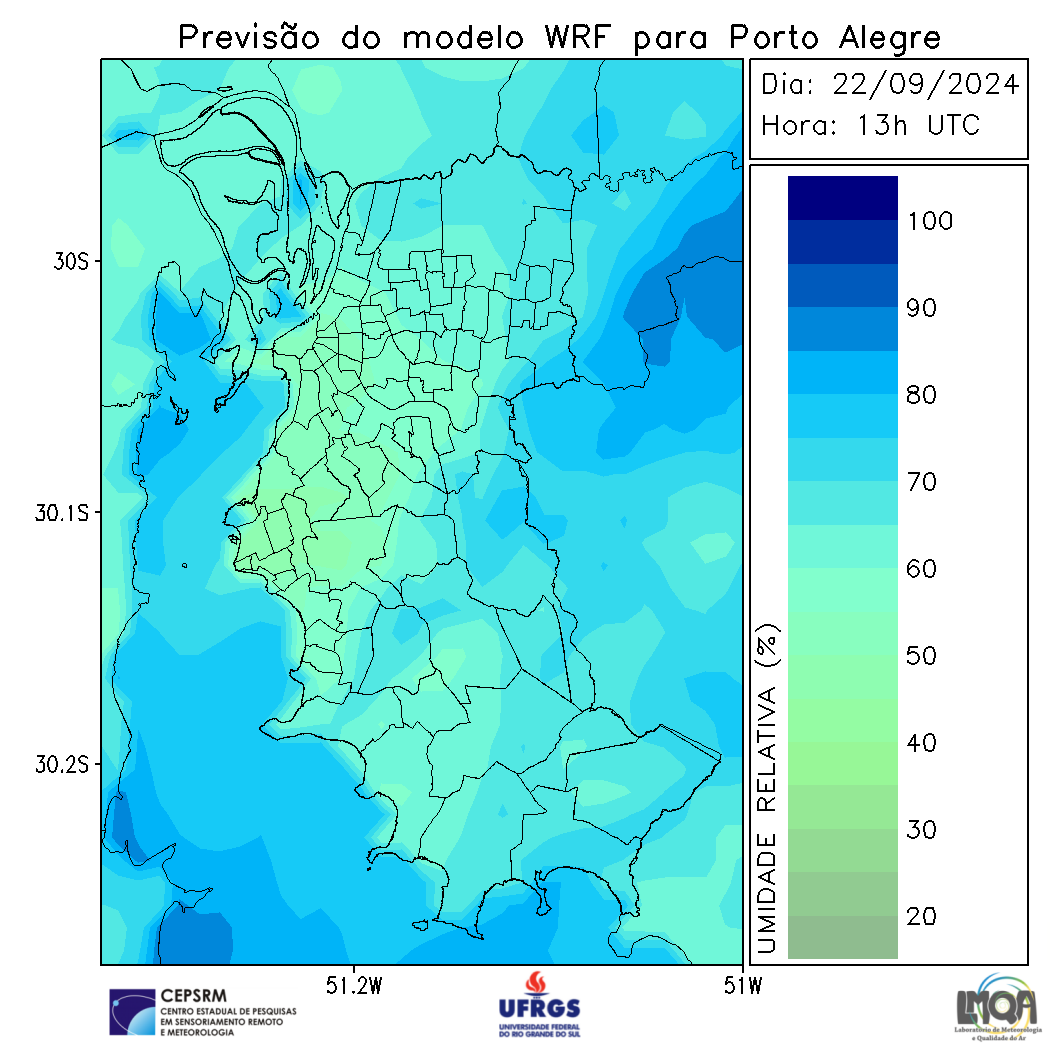 Previsão do modelo WRF para Porto Alegre
Dia: 22/09/2024
Hora: 13h UTC
30S
30.1S
30.2S
51.2W
51W
UMIDADE RELATIVA (%)
100
90
80
70
60
50
40
30
20
CEPSRM
CENTRO ESTADUAL DE PESQUISAS
EM SENSORIAMENTO REMOTO
E METEOROLOGIA
UFRGS
UNIVERSIDADE FEDERAL
DO RIO GRANDE DO SUL
LMQA
Laboratório de Meteorologia
e Qualidade do Ar